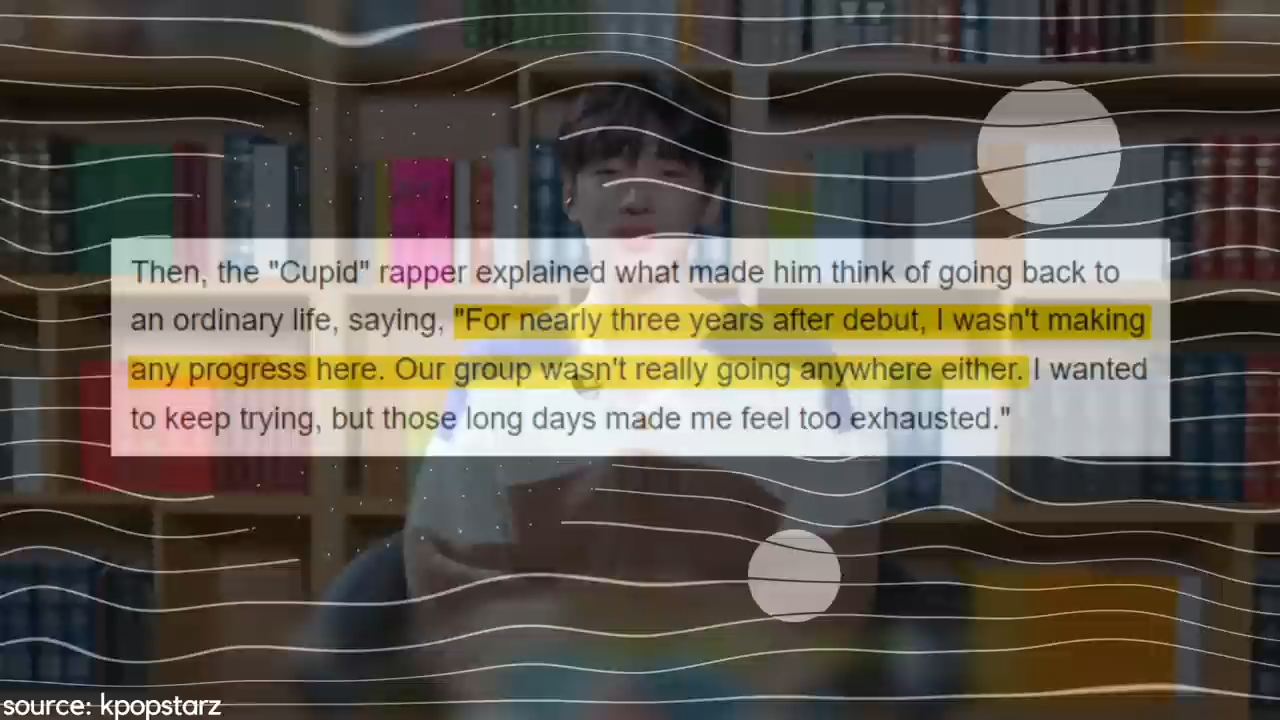 Then, the "Cupid" rapper explained what made him think of going back to
an ordinary life, saying, "For nearly three years after debut, I wasn't making
any progress here. Our group wasn't really going anywhere either. I wanted
to keep trying, but those long days made me feel too exhausted."
source: kpopstarz